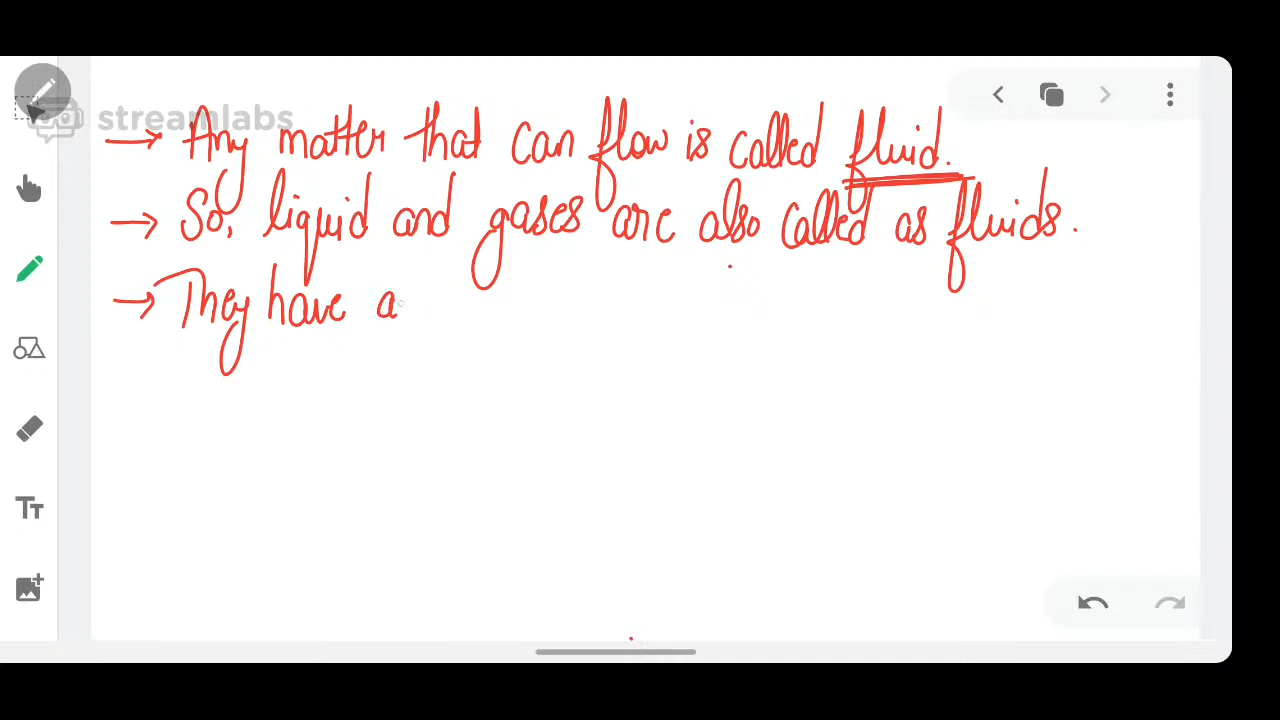 streamlabs
→ Any matter that can flow is called fluid.
→ So, liquid and gases are also called as fluids.
→ They have a
TT